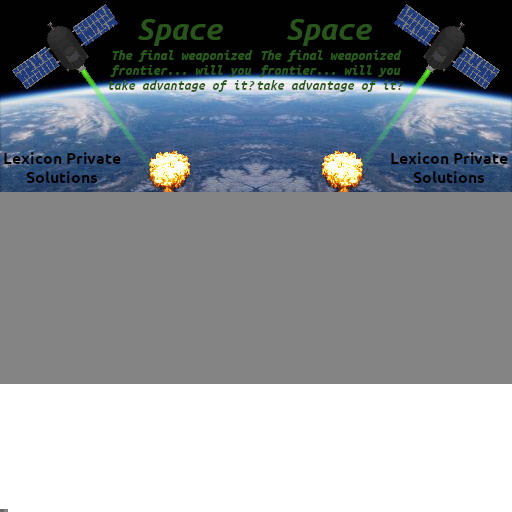 Space
The final weaponized
frontier... will you
take advantage of it?
Space
The final weaponized
frontier... will you
take advantage of it?
Lexicon Private
Solutions
Lexicon Private
Solutions